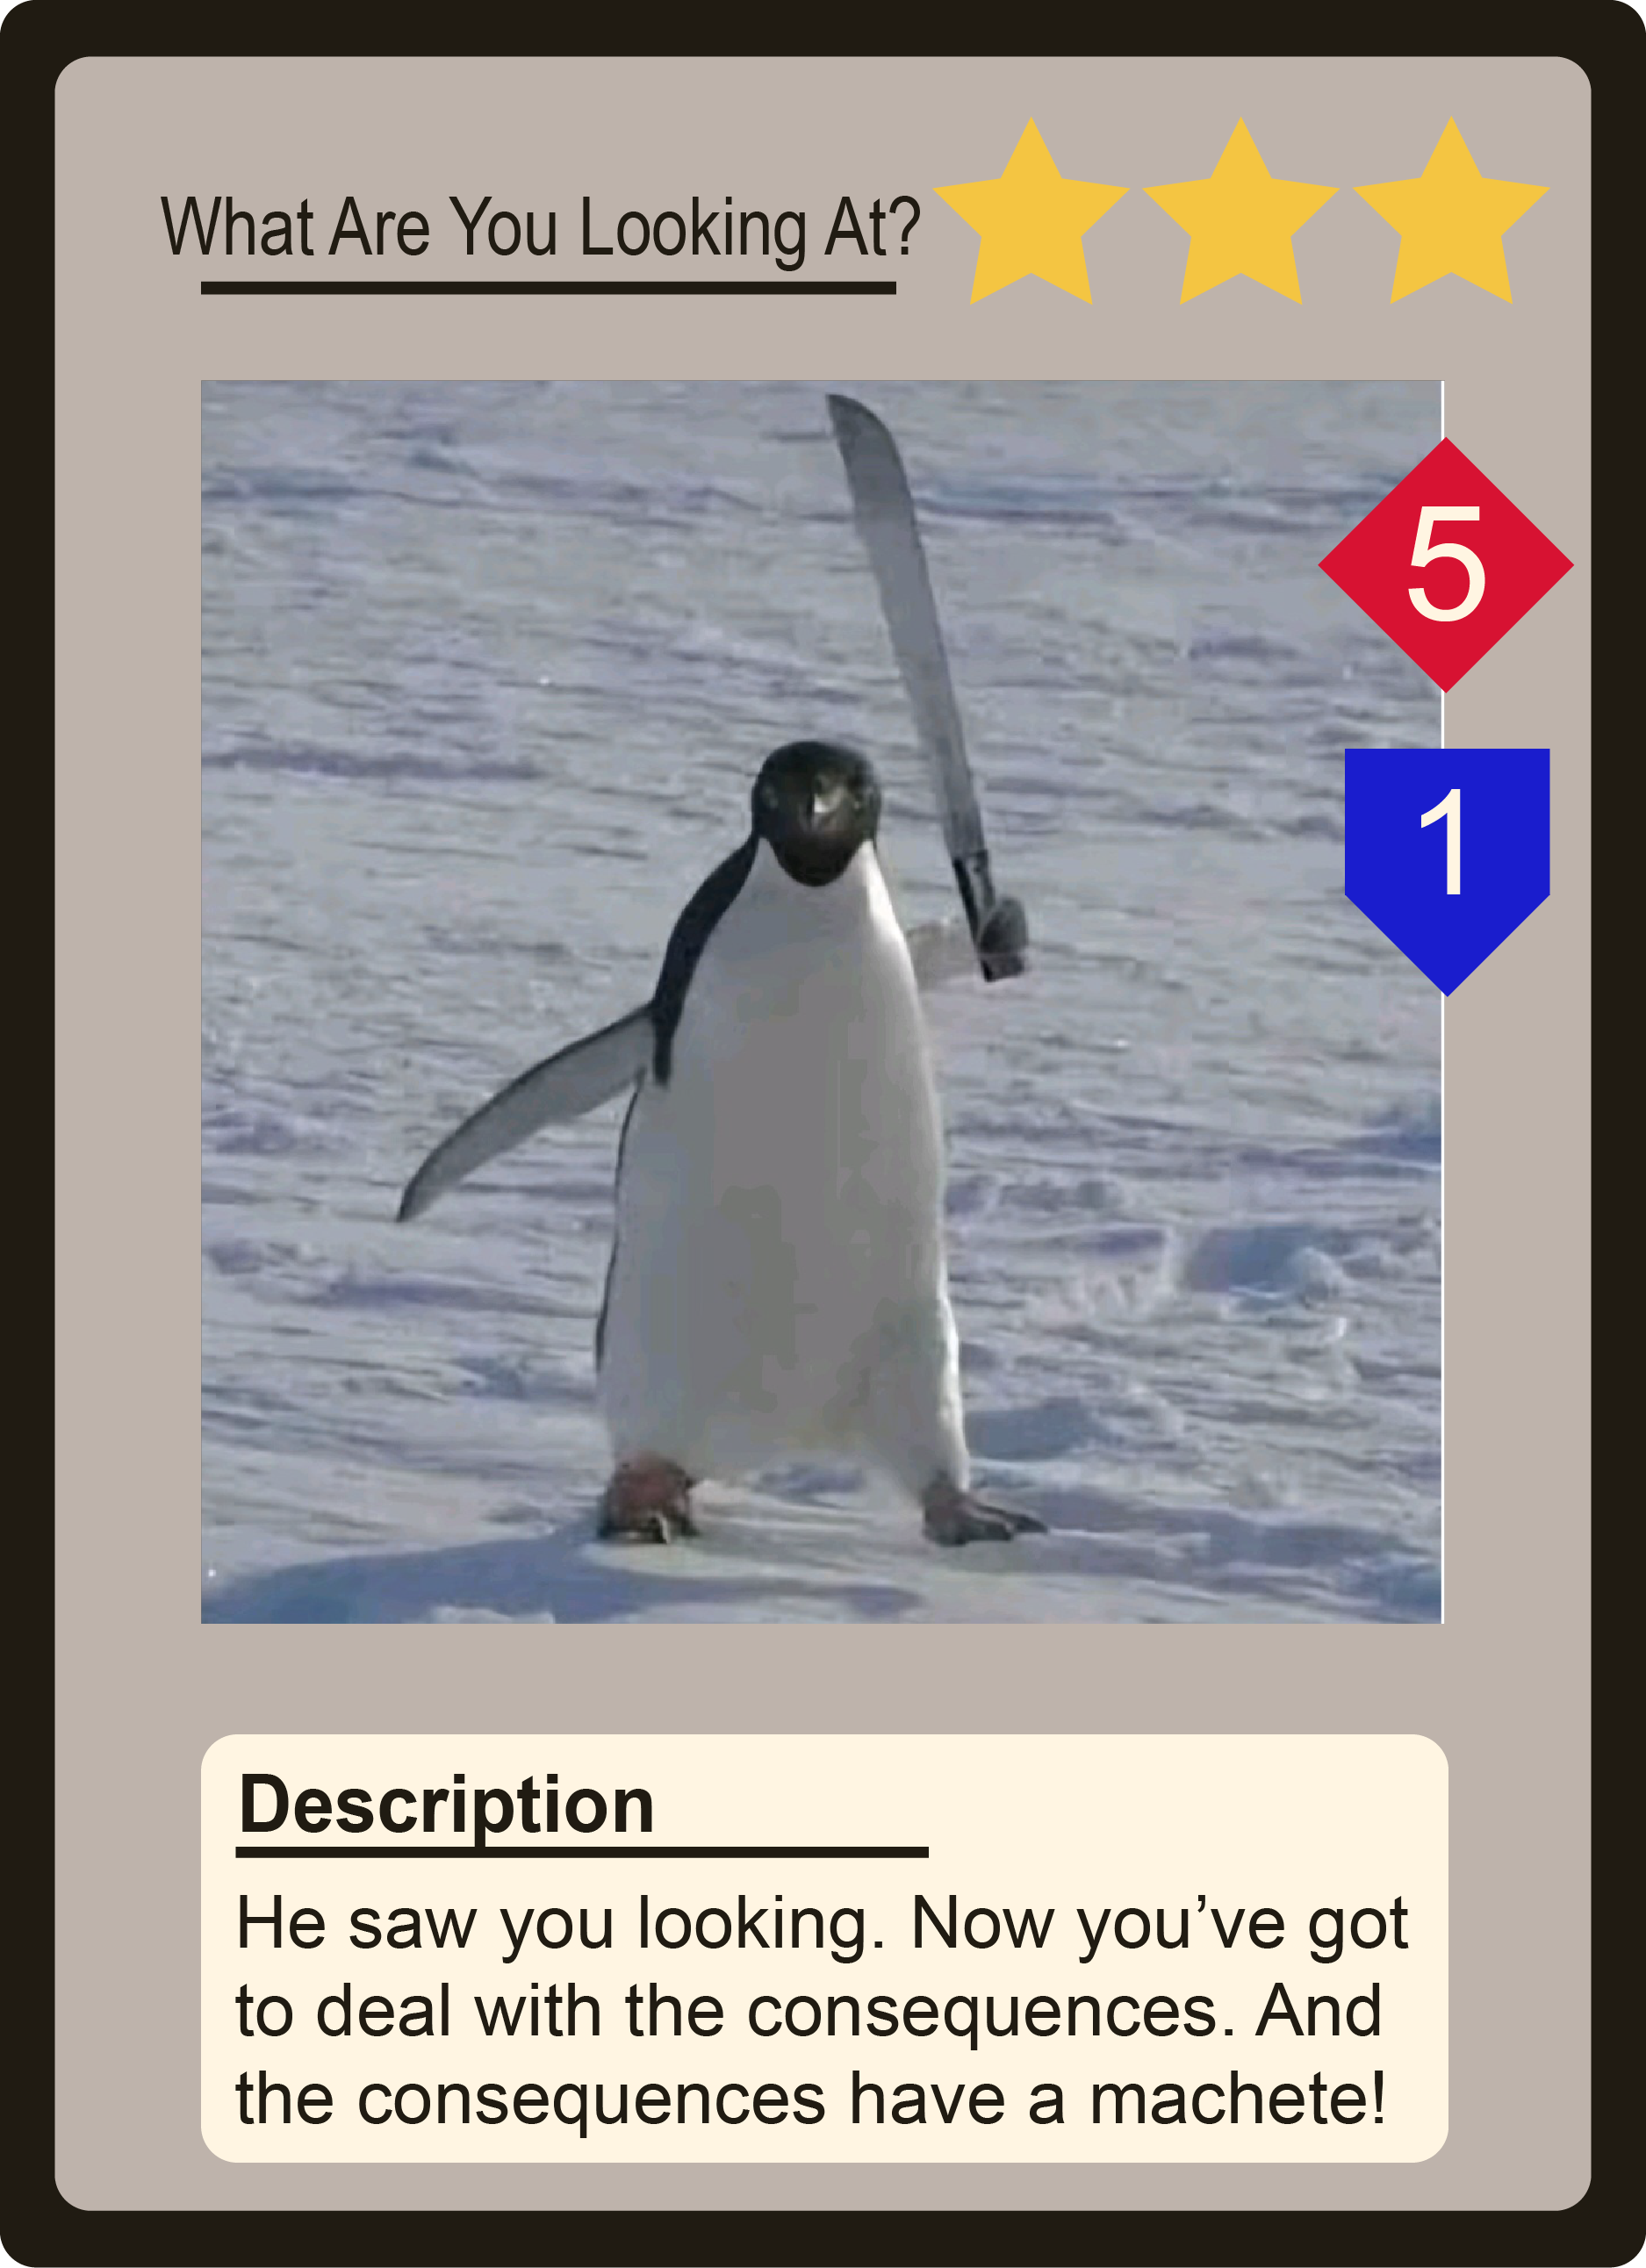 What Are You Looking At?
5
1
Description
He saw you looking. Now you’ve got
to deal with the consequences. And
the consequences have a machete!